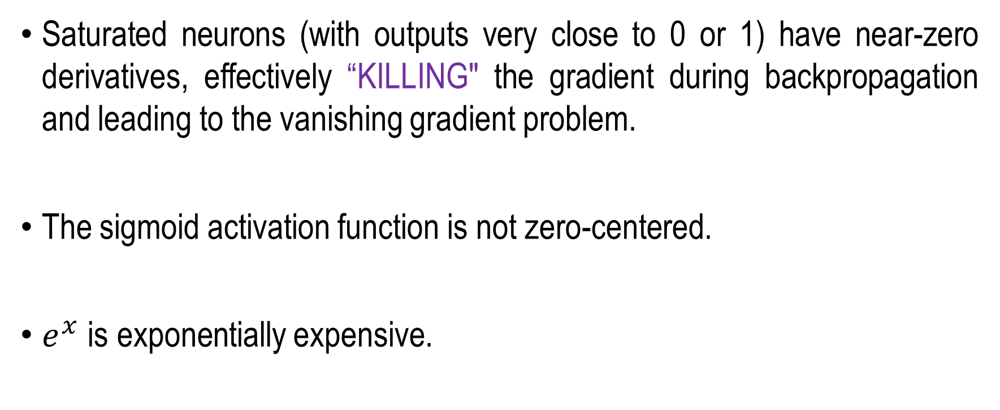 • Saturated neurons (with outputs very close to 0 or 1) have near-zero
derivatives, effectively “KILLING" the gradient during backpropagation
and leading to the vanishing gradient problem.
• The sigmoid activation function is not zero-centered.
• 𝑒ˣ is exponentially expensive.